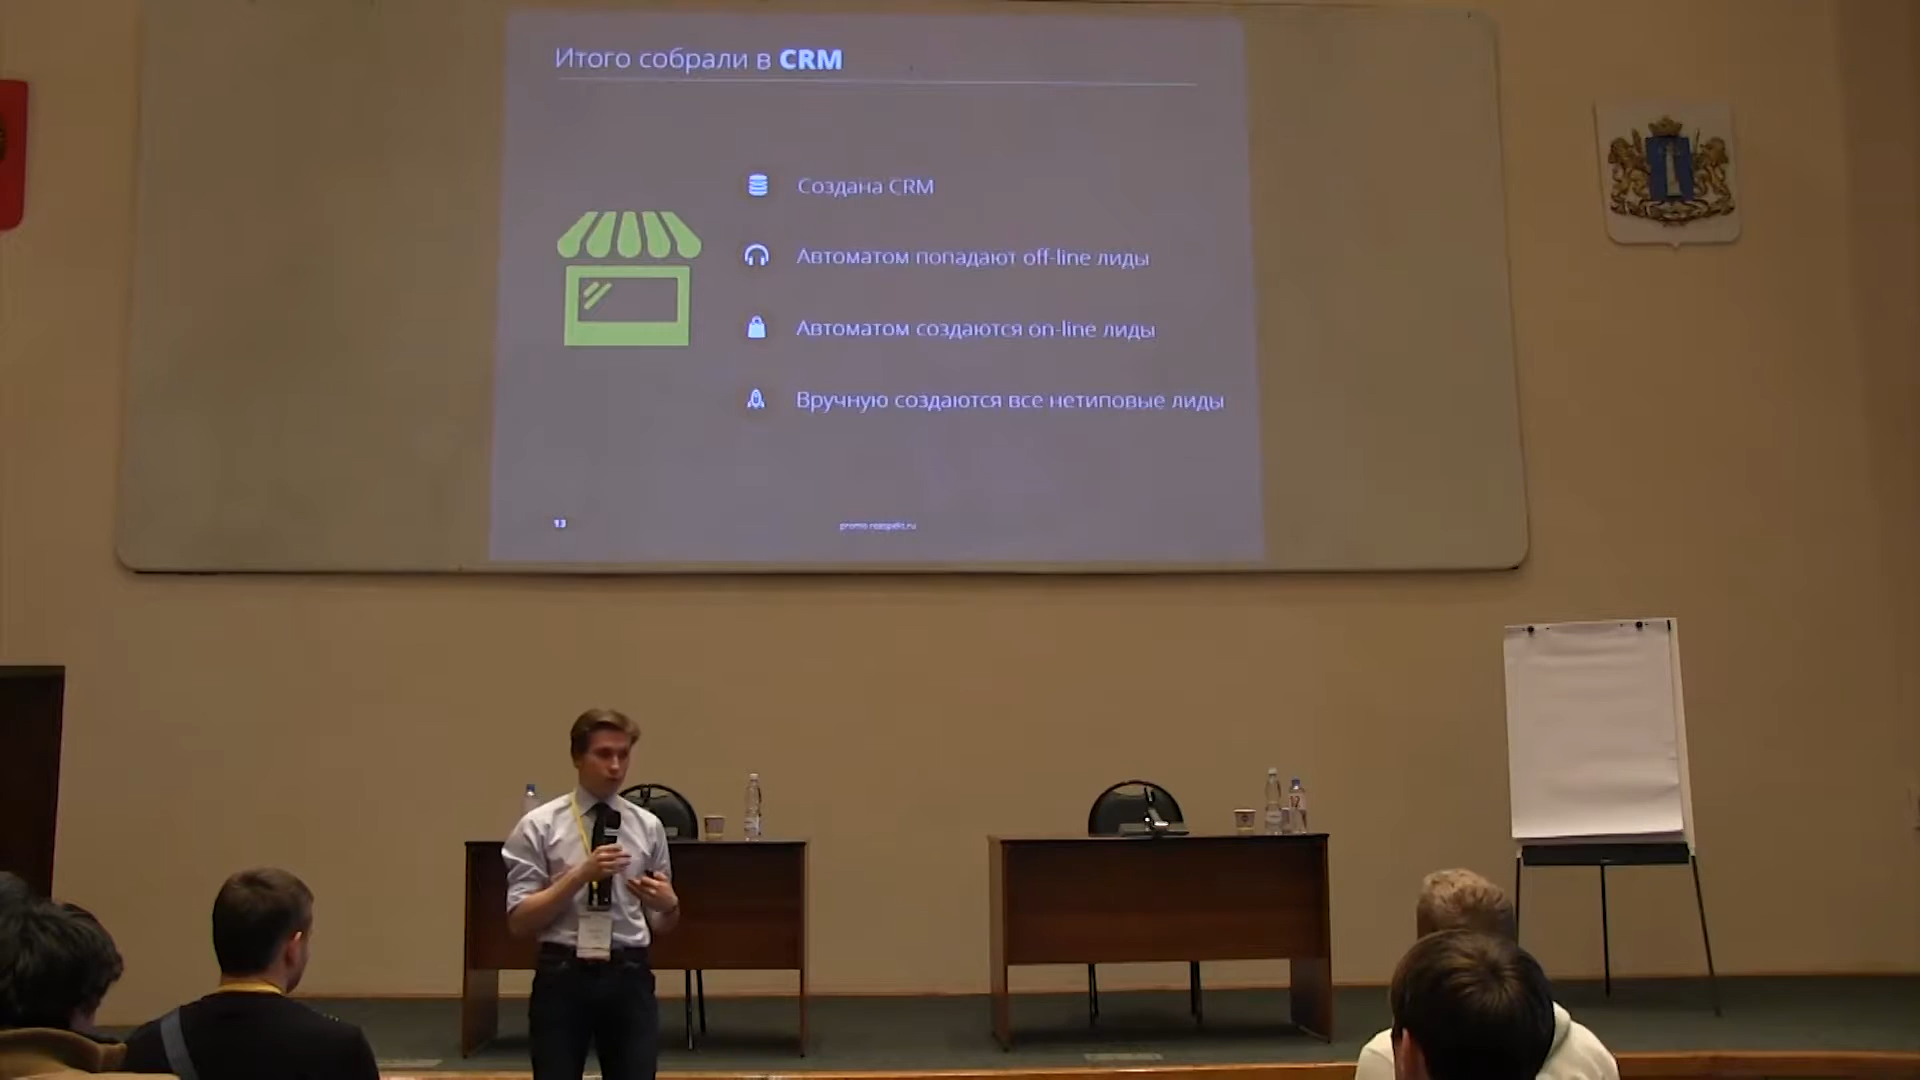 Итого собрали в CRM
Создана CRM
Автоматом попадают off-line лиды
Автоматом создаются on-line лиды
Вручную создаются все нетиповые лиды
13